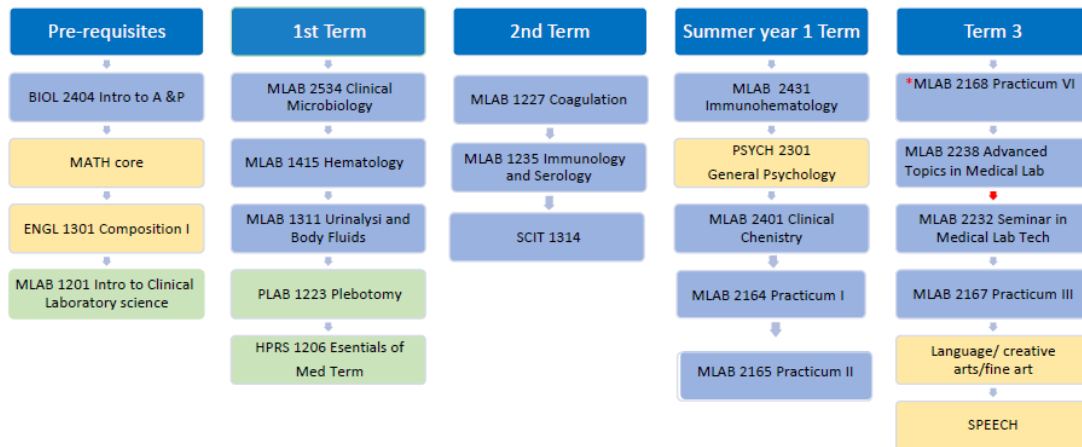 Pre-requisites
BIOL 2404 Intro to A &P
MATH core
ENGL 1301 Composition I
MLAB 1201 Intro to Clinical
Laboratory science
1st Term
MLAB 2534 Clinical
Microbiology
MLAB 1415 Hematology
MLAB 1311 Urinalysi and
Body Fluids
PLAB 1223 Plebotomy
HPRS 1206 Esentials of
Med Term
2nd Term
MLAB 1227 Coagulation
MLAB 1235 Immunology
and Serology
SCIT 1314
Summer year 1 Term
MLAB 2431
Immunohematology
PSYCH 2301
General Psychology
MLAB 2401 Clinical
Chenistry
MLAB 2164 Practicum I
MLAB 2165 Practicum II
Term 3
*MLAB 2168 Practicum VI
MLAB 2238 Advanced
Topics in Medical Lab
MLAB 2232 Seminar in
Medical Lab Tech
MLAB 2167 Practicum III
Language/ creative
arts/fine art
SPEECH